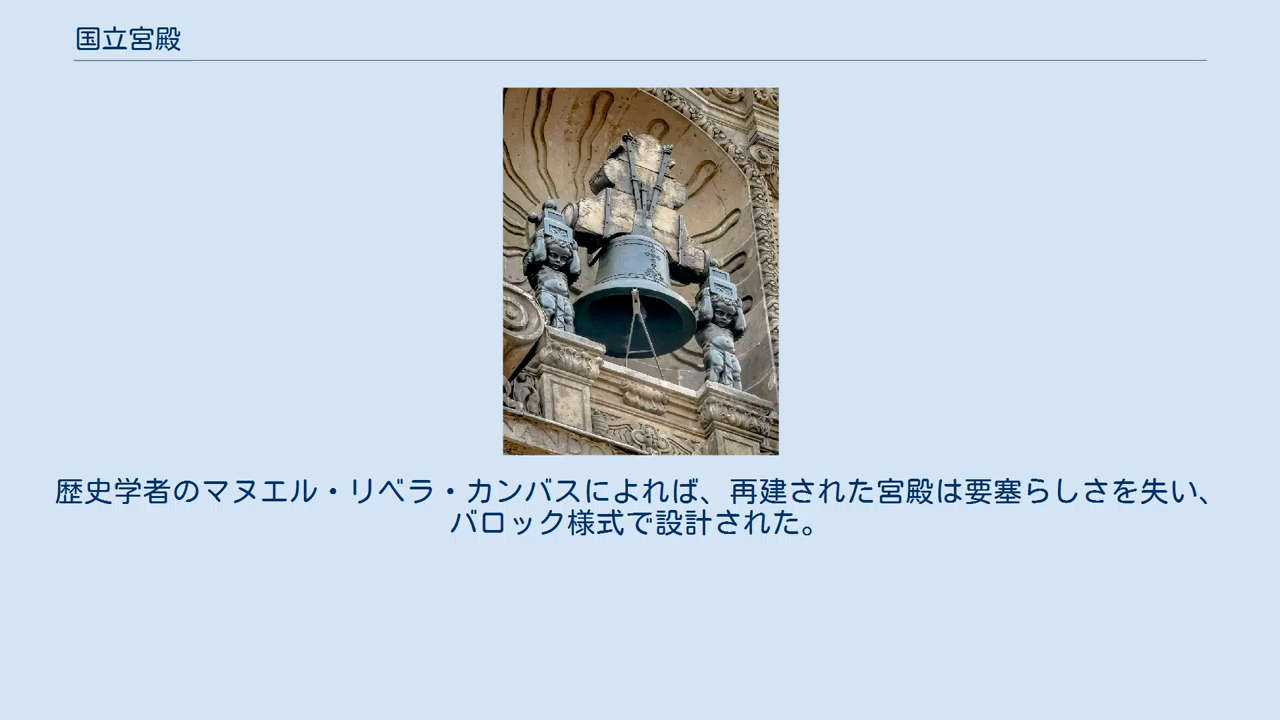 国立宮殿
歴史学者のマヌエル・リベラ・カンバスによれば、再建された宮殿は要塞らしさを失い、
バロック様式で設計された。